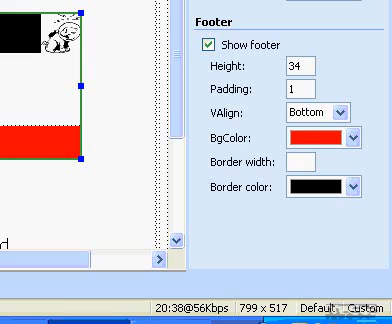 Footer
Show footer
Height: 34
Padding: 1
VAlign: Bottom
BgColor:
Border width:
Border color:
20:38@56Kbps 799 x 517 Default Custom